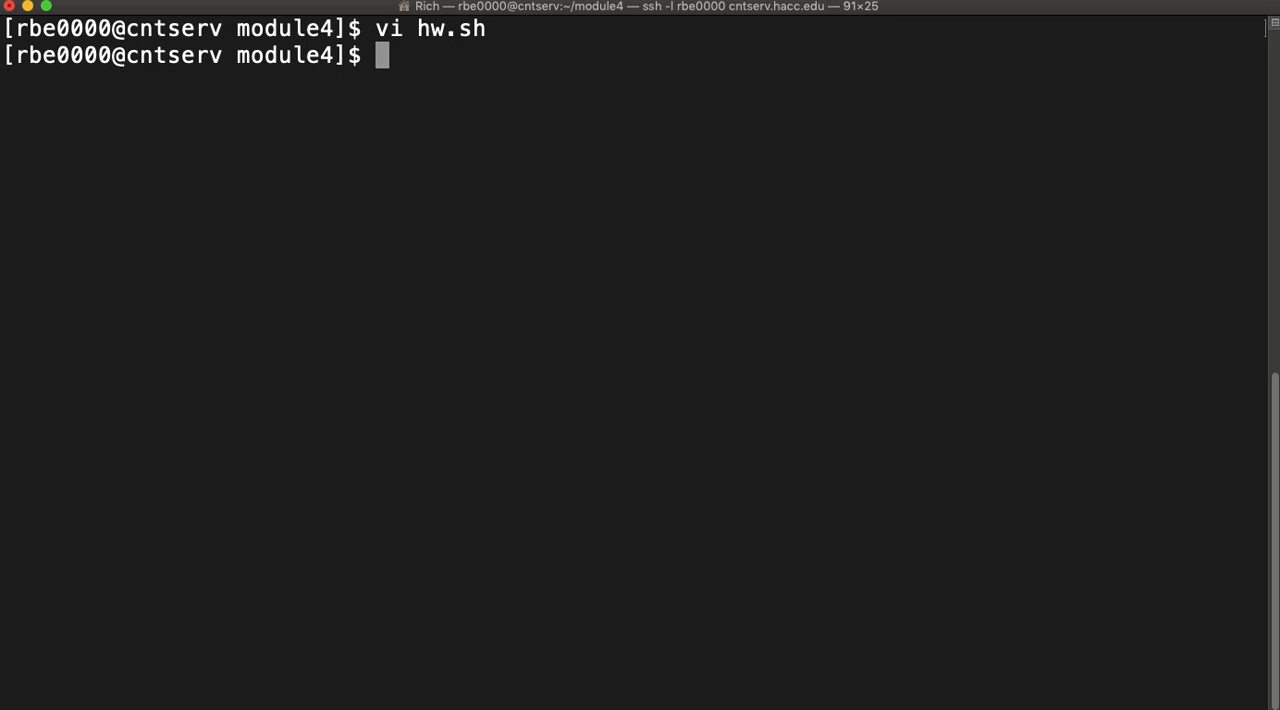 Rich — rbe0000@cntserv:~/module4 — ssh -l rbe0000 cntserv.hacc.edu — 91×25
[rbe0000@cntserv module4]$ vi hw.sh
[rbe0000@cntserv module4]$